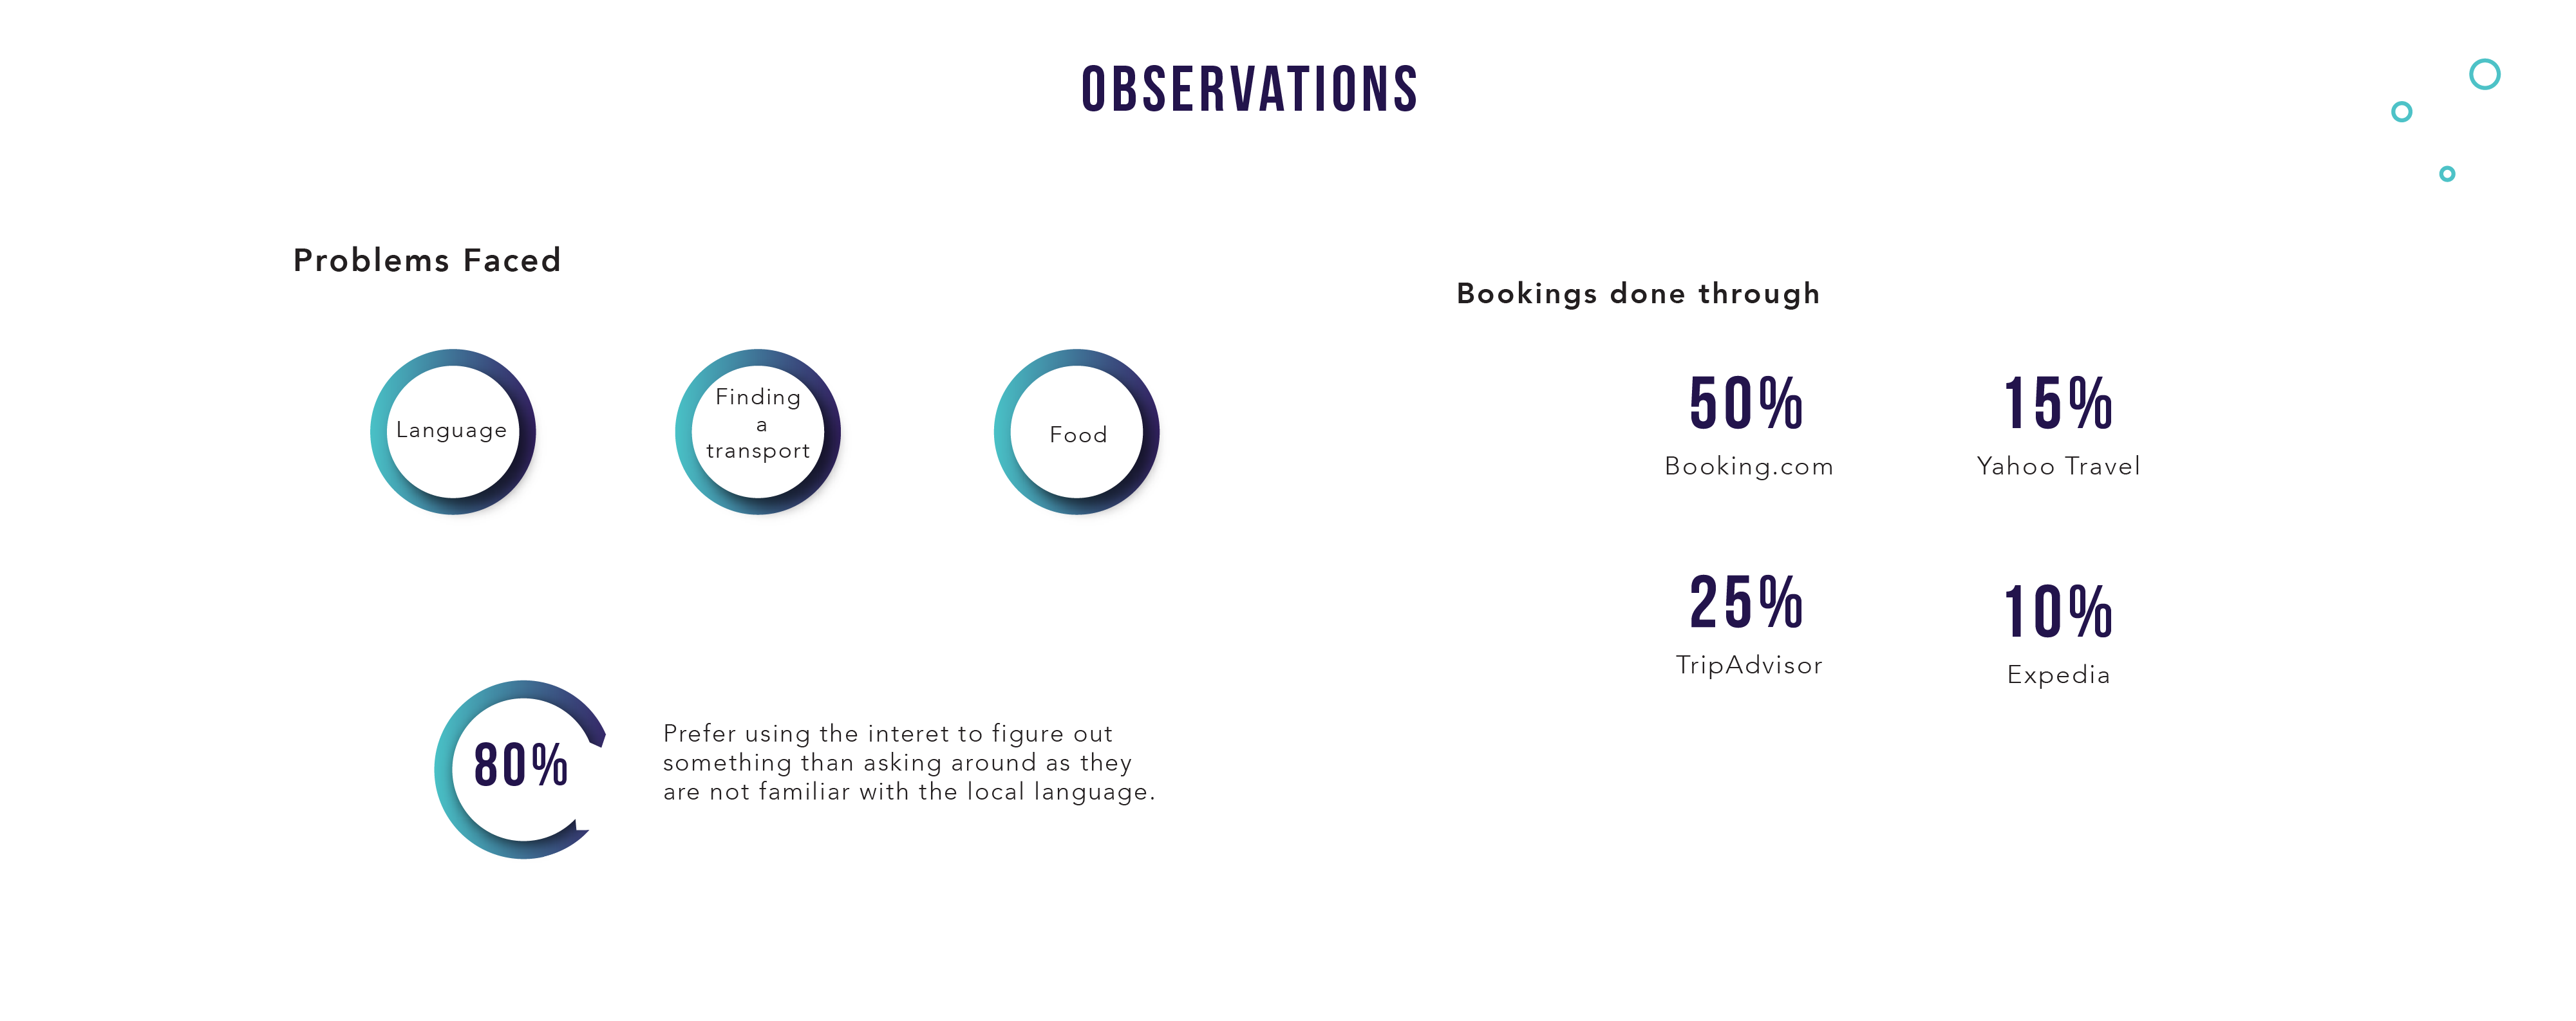 OBSERVATIONS
Problems Faced
Language
Finding
a
transport
Food
80%
Prefer using the interet to figure out
something than asking around as they
are not familiar with the local language.
Bookings done through
50%
Booking.com
15%
Yahoo Travel
25%
TripAdvisor
10%
Expedia